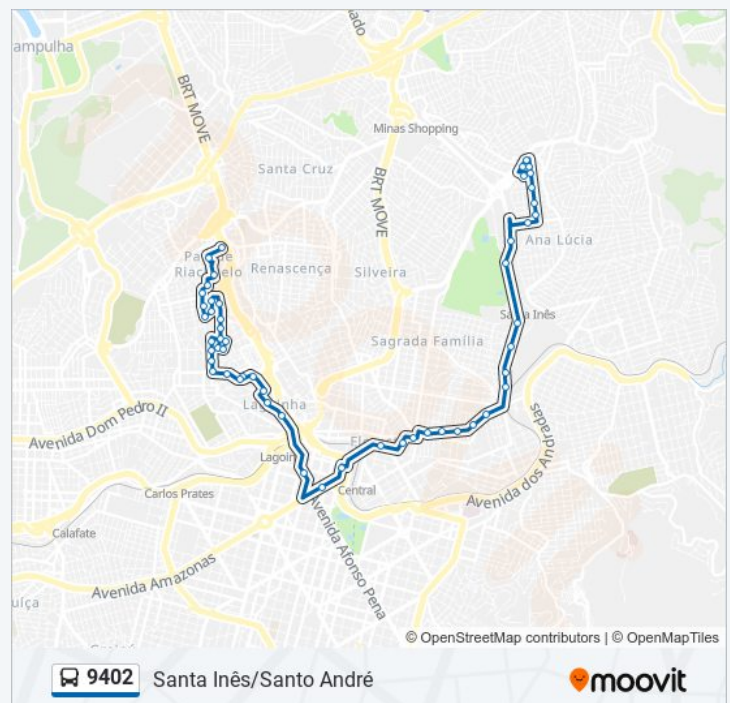 ampulha
nado
BRT MOVE
Minas Shopping
Santa Cruz
BRT MOVE
Ana Lúcia
Renascença
Silveira
Santa Inês
Sagrada Família
Avenida Dom Pedro II
Avenida dos Andradas
Central
Carlos Prates
Calafate
Avenida Afonso Pena
Avenida Amazonas
uíça
© OpenStreetMap contributors | © OpenMapTiles
9402 Santa Inês/Santo André moovit